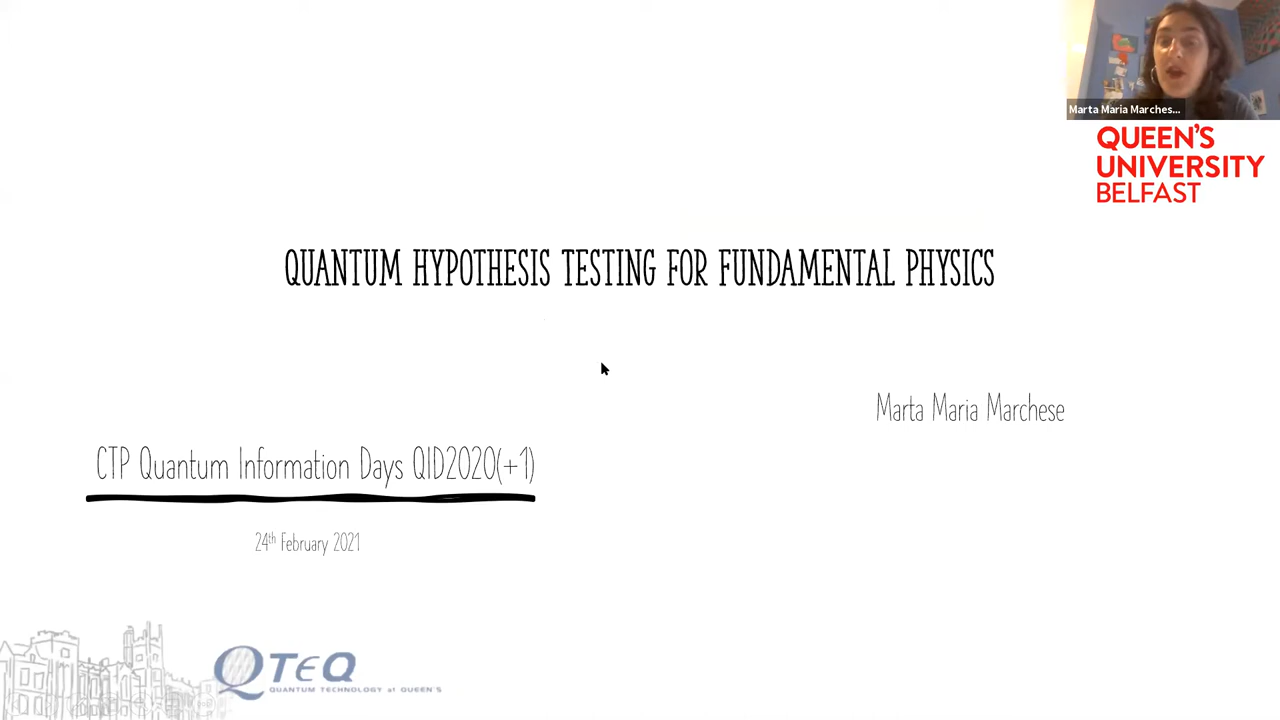 Marta Maria Marches...
QUEEN'S
UNIVERSITY
BELFAST
QUANTUM HYPOTHESIS TESTING FOR FUNDAMENTAL PHYSICS
Marta Maria Marchese
CTP Quantum Information Days QID2020(+1)
24th February 2021
QTEQ
QUANTUM TECHNOLOGY at QUEEN'S